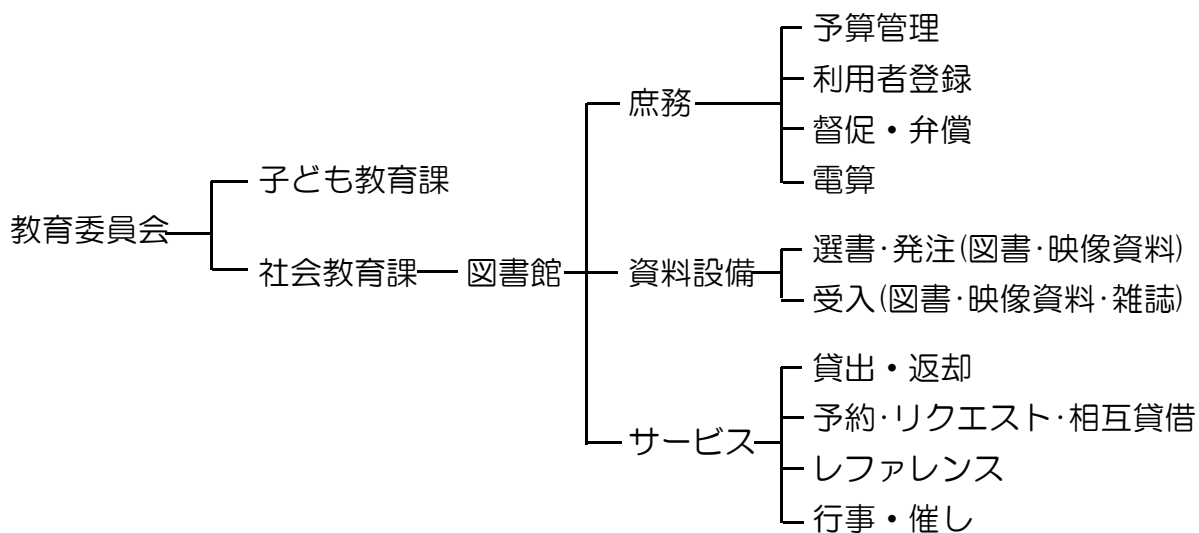 教育委員会
子ども教育課
社会教育課
図書館
庶務
予算管理
利用者登録
督促・弁償
電算
資料設備
選書・発注(図書・映像資料)
受入(図書・映像資料・雑誌)
サービス
貸出・返却
予約・リクエスト・相互貸借
レファレンス
行事・催し